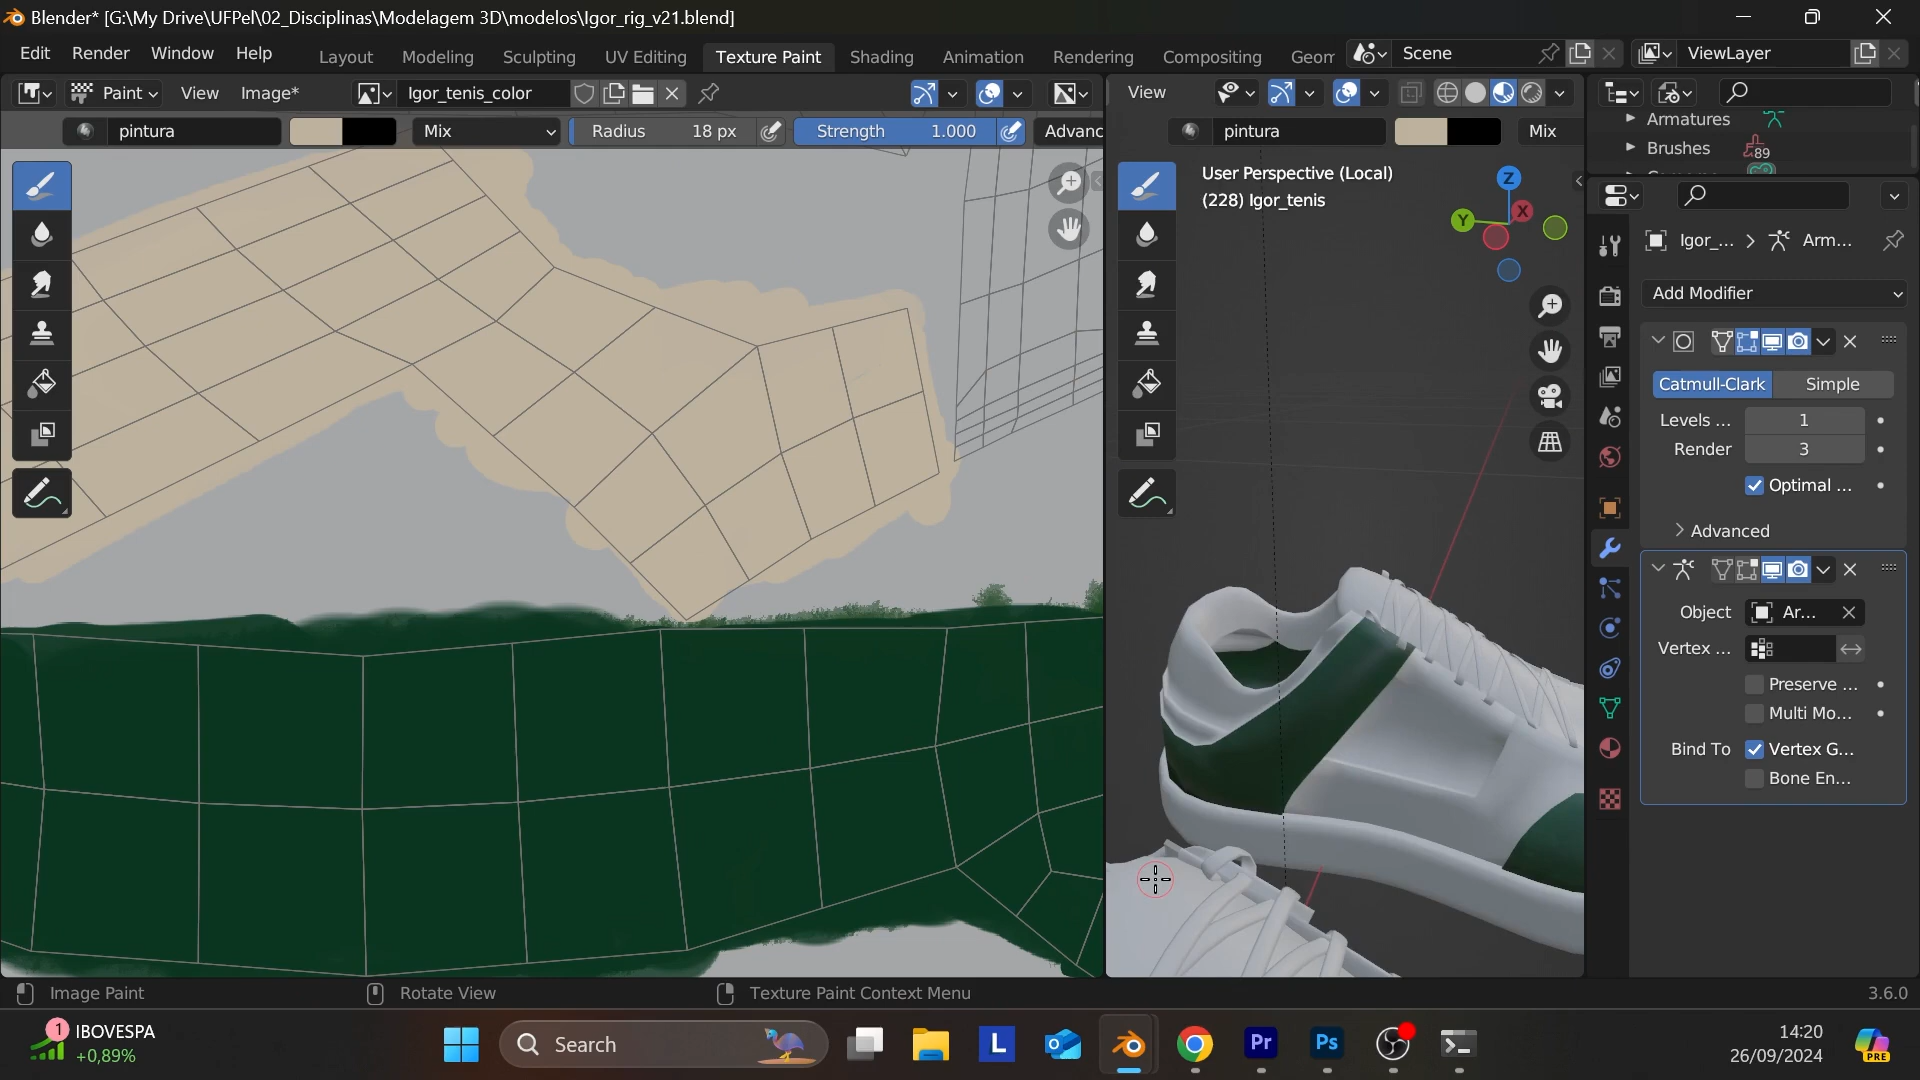 Blender* [G:\My Drive\UFPel\02_Disciplinas\Modelagem 3D\modelos\Igor_rig_v21.blend]
Edit Render Window Help Layout Modeling Sculpting UV Editing Texture Paint Shading Animation Rendering Compositing Geom Scene ViewLayer
Paint View Image* Igor_tenis_color View
pintura Mix Radius 18 px Strength 1.000 Advanc pintura Mix
Armatures
Brushes 89
User Perspective (Local)
(228) Igor_tenis
Z
X
Y
Igor_... Arm...
Add Modifier
Catmull-Clark Simple
Levels ... 1
Render 3
Optimal ...
Advanced
Object Ar...
Vertex ...
Preserve ...
Multi Mo...
Bind To Vertex G...
Bone En...
Image Paint Rotate View Texture Paint Context Menu 3.6.0
1 IBOVESPA
+0,89%
Search
L
Pr
Ps
14:20
26/09/2024
PRE